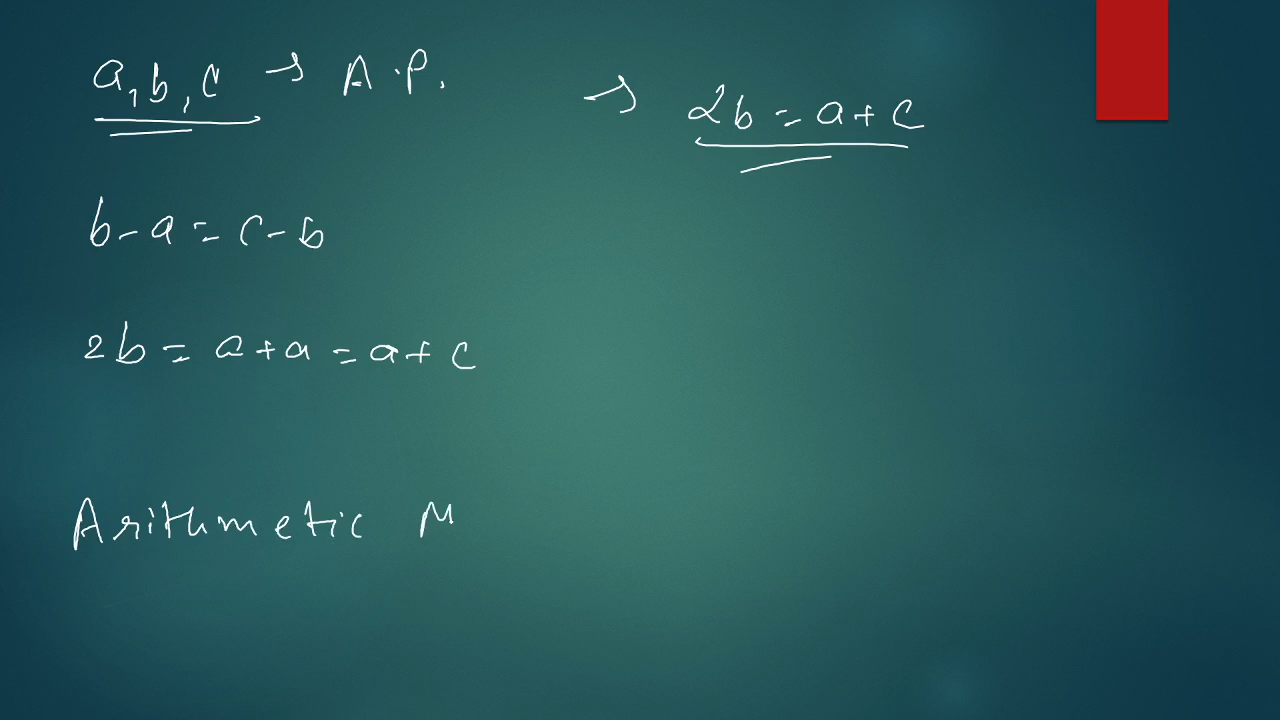 a, b, c → A.P.
→ 2b = a + c
b - a = c - b
2b = a + a = a + c
Arithmetic M